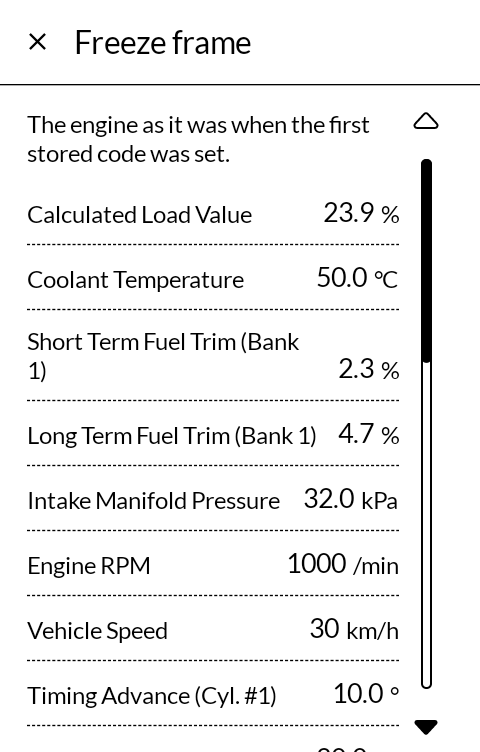 Freeze frame
The engine as it was when the first
stored code was set.
Calculated Load Value 23.9 %
Coolant Temperature 50.0 °C
Short Term Fuel Trim (Bank
1) 2.3 %
Long Term Fuel Trim (Bank 1) 4.7 %
Intake Manifold Pressure 32.0 kPa
Engine RPM 1000 /min
Vehicle Speed 30 km/h
Timing Advance (Cyl. #1) 10.0 °